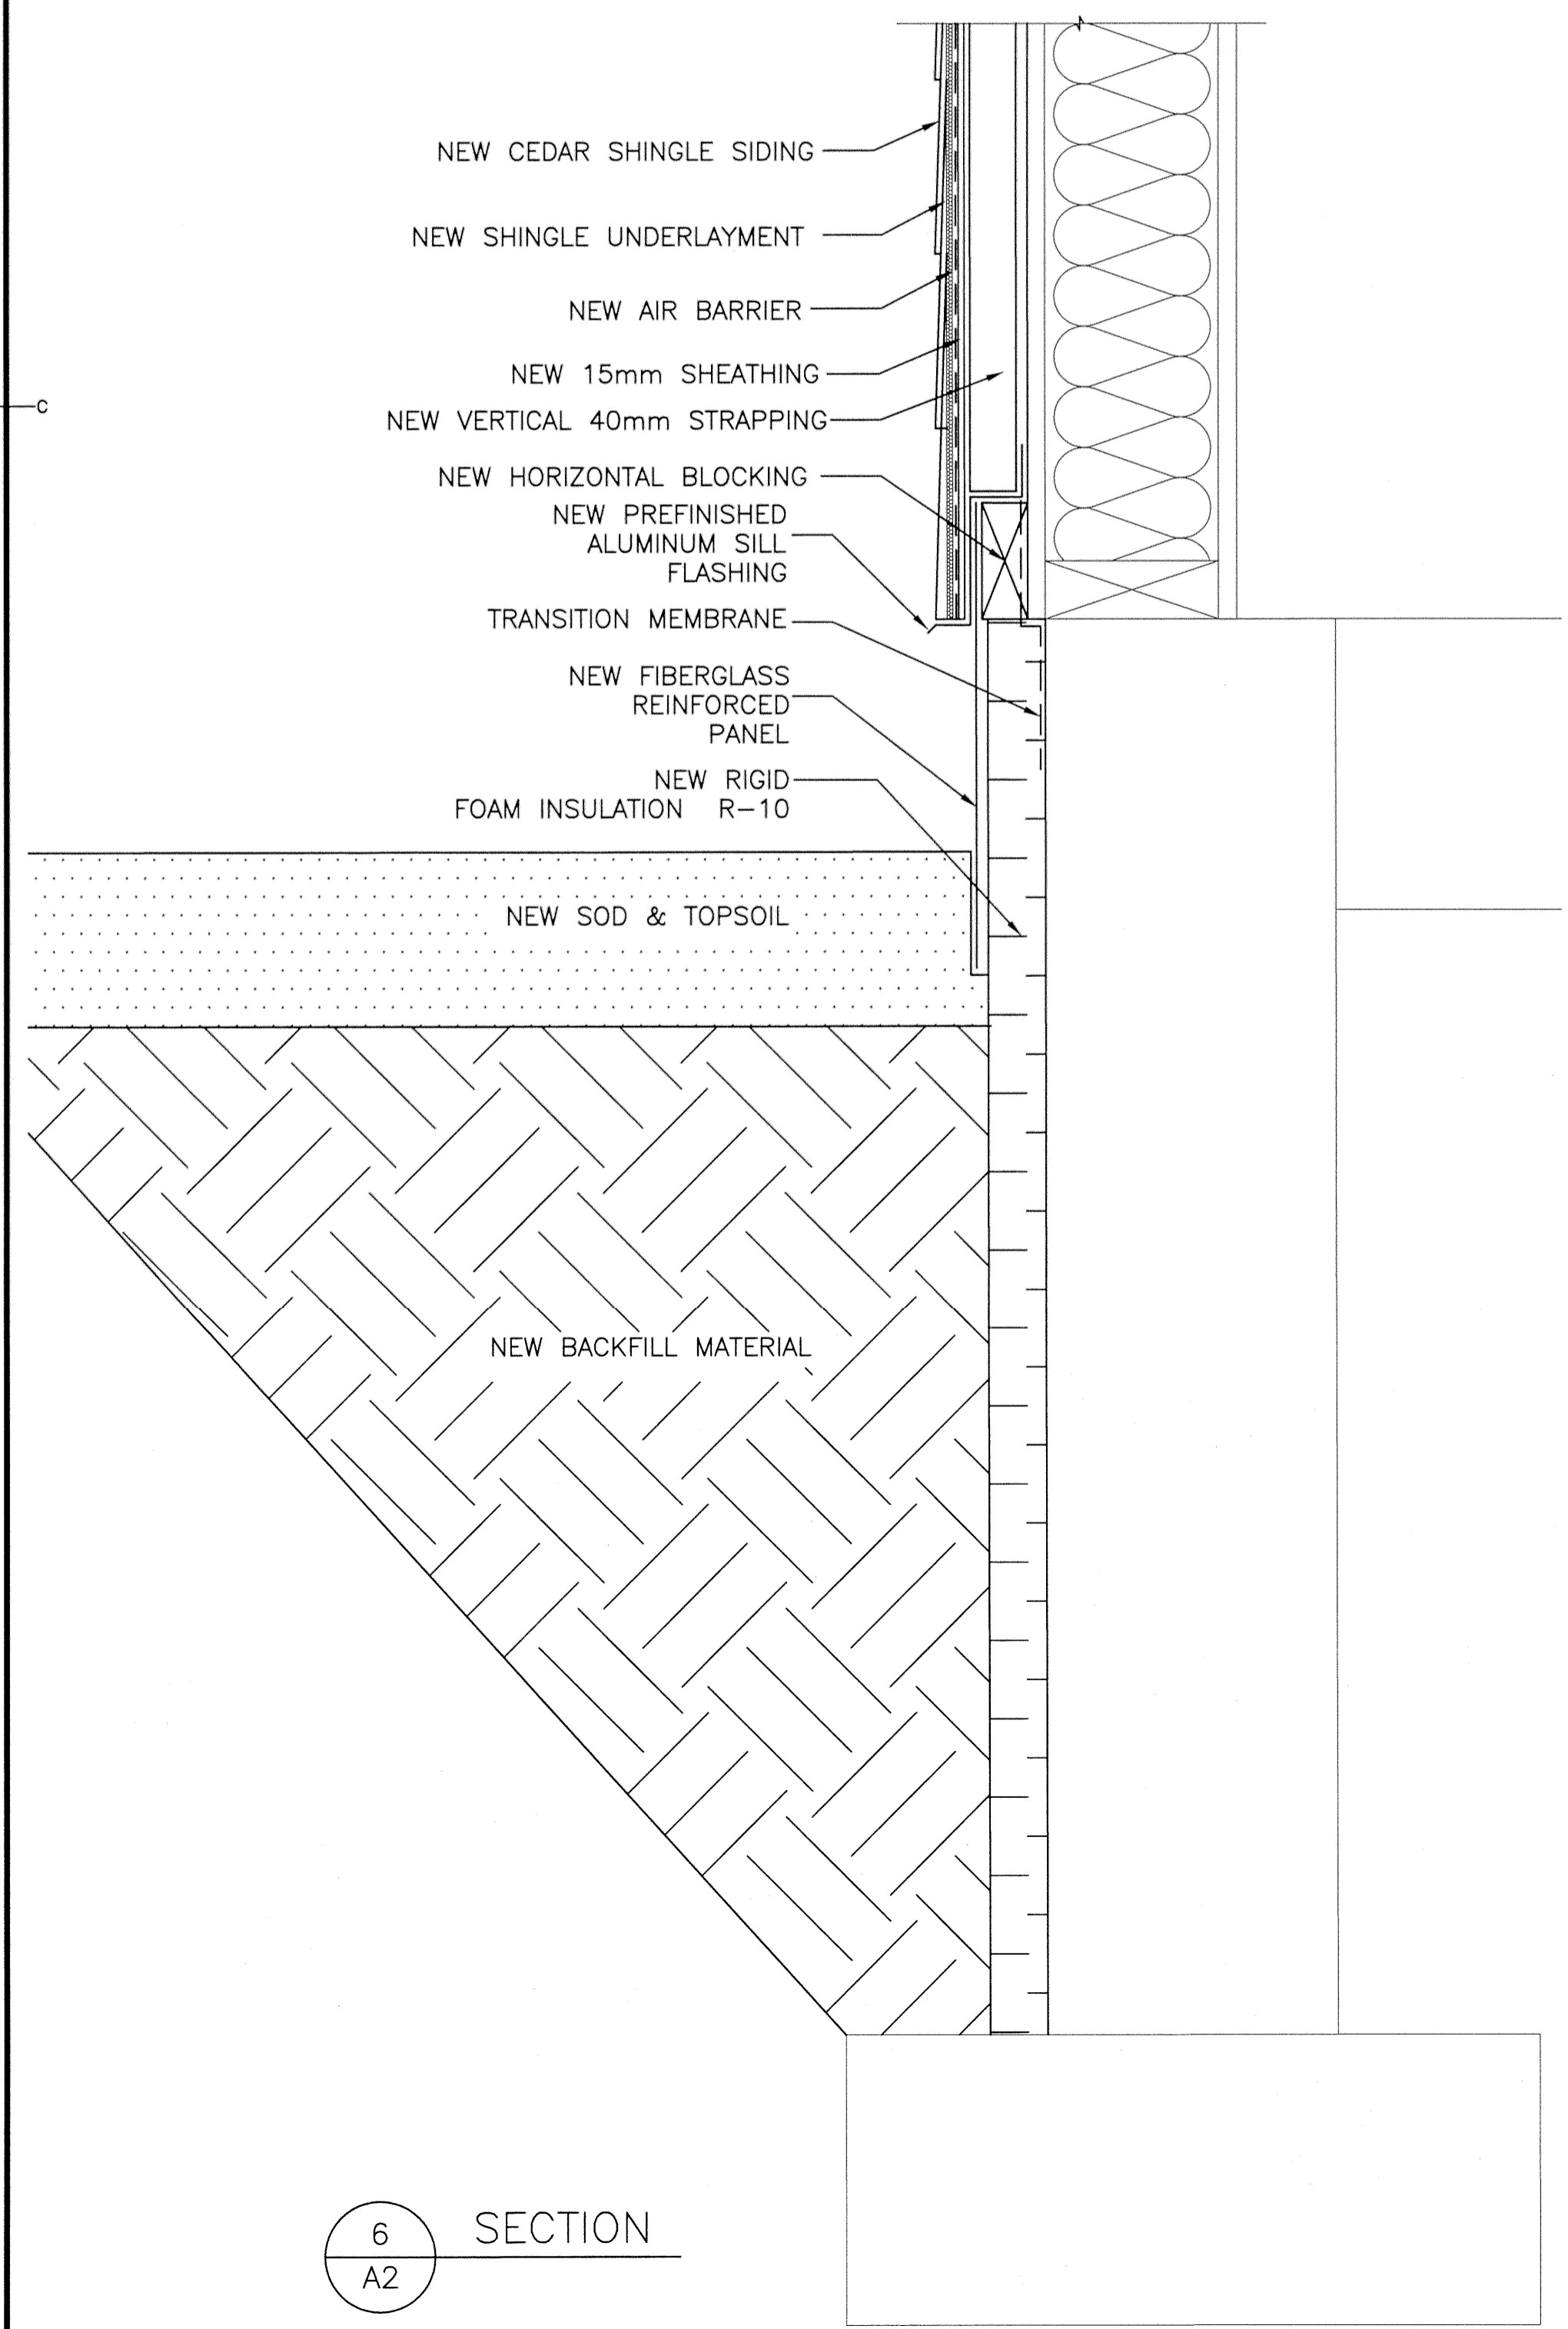 NEW CEDAR SHINGLE SIDING
NEW SHINGLE UNDERLAYMENT
NEW AIR BARRIER
NEW 15mm SHEATHING
C
NEW VERTICAL 40mm STRAPPING
NEW HORIZONTAL BLOCKING
NEW PREFINISHED
ALUMINUM SILL
FLASHING
TRANSITION MEMBRANE
NEW FIBERGLASS
REINFORCED
PANEL
NEW RIGID
FOAM INSULATION R-10
NEW SOD & TOPSOIL
NEW BACKFILL MATERIAL
6
A2
SECTION